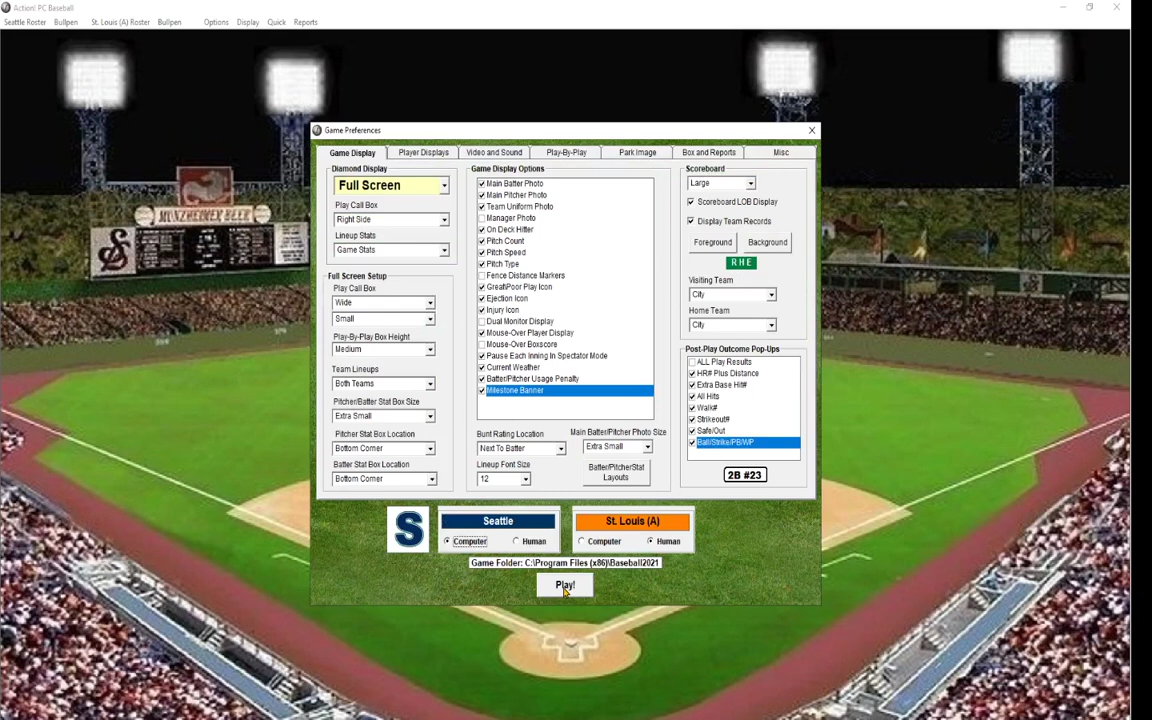 Action! PC Baseball
Seattle Roster Bullpen St. Louis (A) Roster Bullpen Options Display Quick Reports
MUNZHEIMER BEER
Game Preferences
Game Display Player Displays Video and Sound Play-By-Play Park Image Box and Reports Misc
Diamond Display
Full Screen
Play Call Box
Right Side
Lineup Stats
Game Stats
Full Screen Setup
Play Call Box
Wide
Small
Play-By-Play Box Height
Medium
Team Lineups
Both Teams
Pitcher/Batter Stat Box Size
Extra Small
Pitcher Stat Box Location
Bottom Corner
Batter Stat Box Location
Bottom Corner
Game Display Options
Main Batter Photo
Main Pitcher Photo
Team Uniform Photo
Manager Photo
On Deck Hitter
Pitch Count
Pitch Speed
Pitch Type
Fence Distance Markers
Great\Poor Play Icon
Ejection Icon
Injury Icon
Dual Monitor Display
Mouse-Over Player Display
Mouse-Over Boxscore
Pause Each Inning In Spectator Mode
Current Weather
Batter/Pitcher Usage Penalty
Milestone Banner
Bunt Rating Location
Next To Batter
Lineup Font Size
12
Main Batter/Pitcher Photo Size
Extra Small
Batter/PitcherStat
Layouts
Scoreboard
Large
Scoreboard LOB Display
Display Team Records
Foreground Background
R H E
Visiting Team
City
Home Team
City
Post-Play Outcome Pop-Ups
ALL Play Results
HR# Plus Distance
Extra Base Hit#
All Hits
Walk#
Strikeout#
Safe/Out
Ball/Strike/PB/WP
2B #23
S
Seattle
Computer Human
St. Louis (A)
Computer Human
Game Folder: C:\Program Files (x86)\Baseball2021
Play!